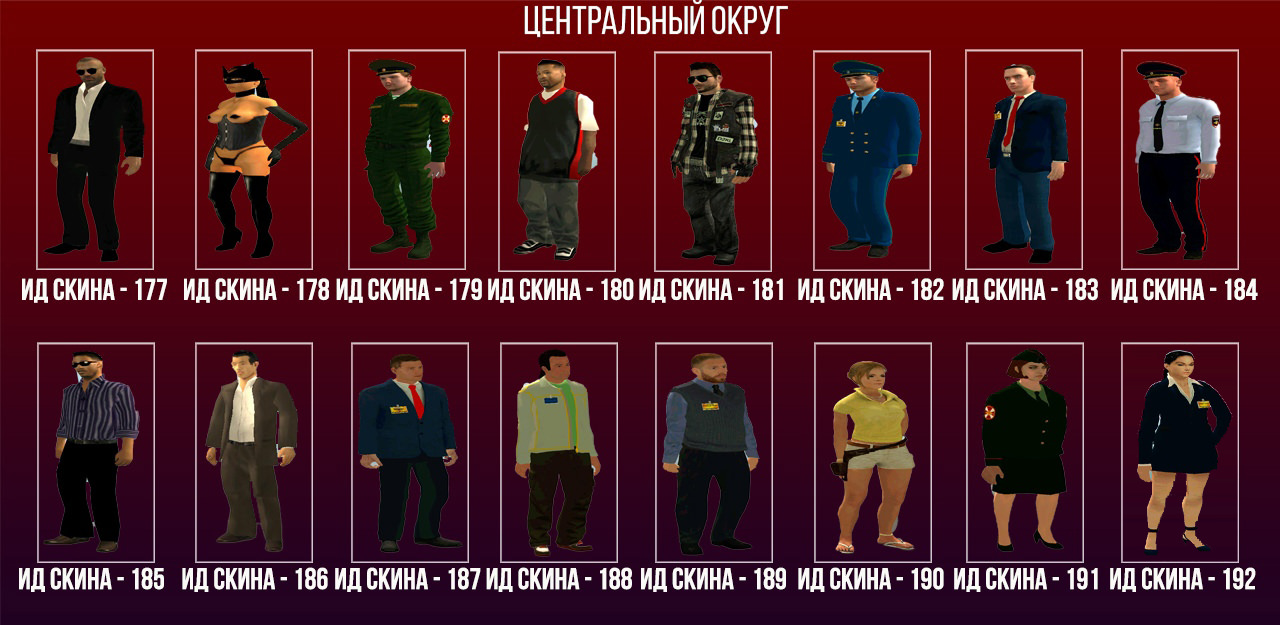 ЦЕНТРАЛЬНЫЙ ОКРУГ
ИД СКИНА - 177 ИД СКИНА - 178 ИД СКИНА - 179 ИД СКИНА - 180 ИД СКИНА - 181 ИД СКИНА - 182 ИД СКИНА - 183 ИД СКИНА - 184
ИД СКИНА - 185 ИД СКИНА - 186 ИД СКИНА - 187 ИД СКИНА - 188 ИД СКИНА - 189 ИД СКИНА - 190 ИД СКИНА - 191 ИД СКИНА - 192